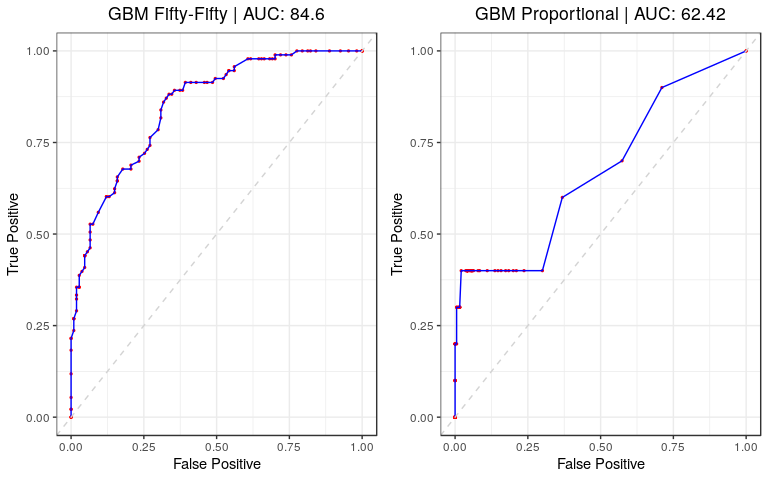 GBM Fifty-Fifty | AUC: 84.6
True Positive
1.00
0.75
0.50
0.25
0.00
0.00 0.25 0.50 0.75 1.00
False Positive
GBM Proportional | AUC: 62.42
True Positive
1.00
0.75
0.50
0.25
0.00
0.00 0.25 0.50 0.75 1.00
False Positive